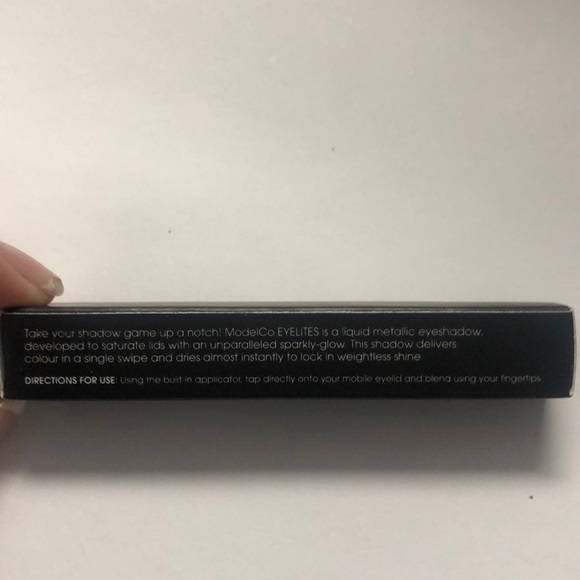 Take your shadow game up a notch! ModelCo EYELITES is a liquid metallic eyeshadow,
developed to saturate lids with an unparalleled sparkly-glow. This shadow delivers
colour in a single swipe and dries almost instantly to lock in weightless shine.
DIRECTIONS FOR USE: Using the built-in applicator, tap directly onto your mobile eyelid and blend using your fingertips.